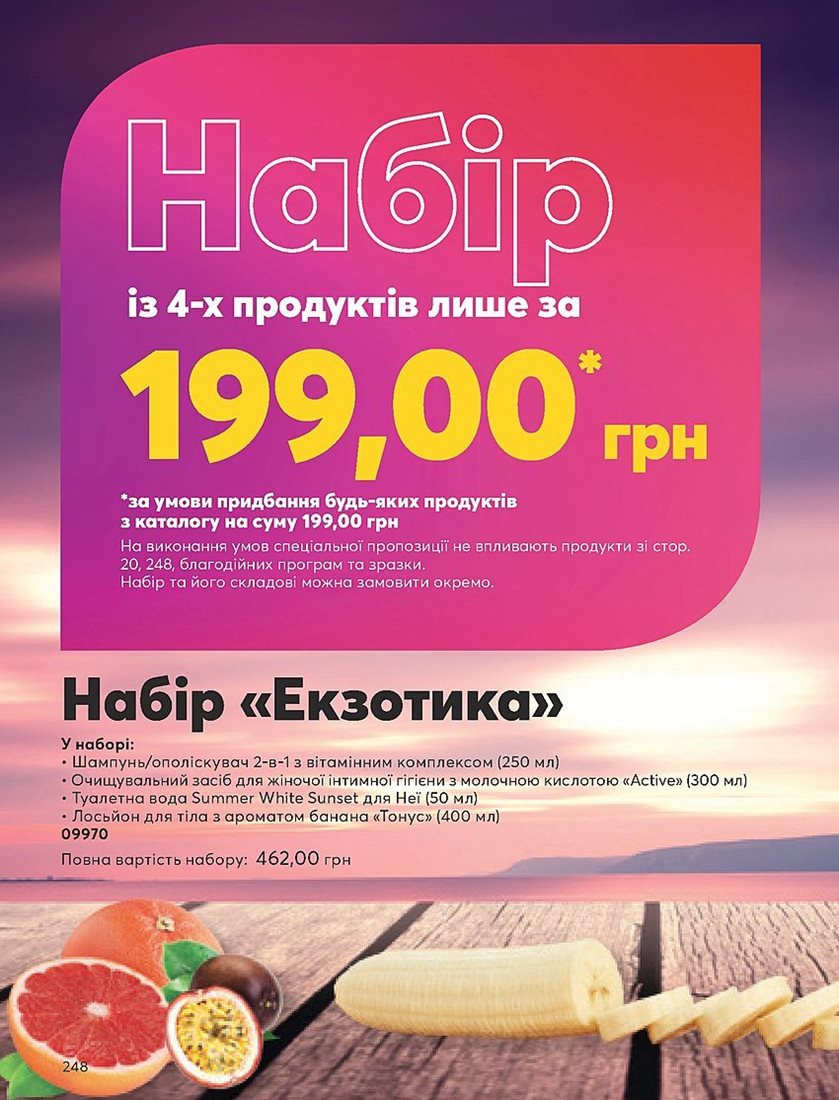 Набір
із 4-х продуктів лише за
199,00* грн
*за умови придбання будь-яких продуктів
з каталогу на суму 199,00 грн
На виконання умов спеціальної пропозиції не впливають продукти зі стор.
20, 248, благодійних програм та зразки.
Набір та його складові можна замовити окремо.
Набір «Екзотика»
У наборі:
• Шампунь/ополіскувач 2-в-1 з вітамінним комплексом (250 мл)
• Очищувальний засіб для жіночої інтимної гігієни з молочною кислотою «Active» (300 мл)
• Туалетна вода Summer White Sunset для Неї (50 мл)
• Лосьйон для тіла з ароматом банана «Тонус» (400 мл)
09970
Повна вартість набору: 462,00 грн
248